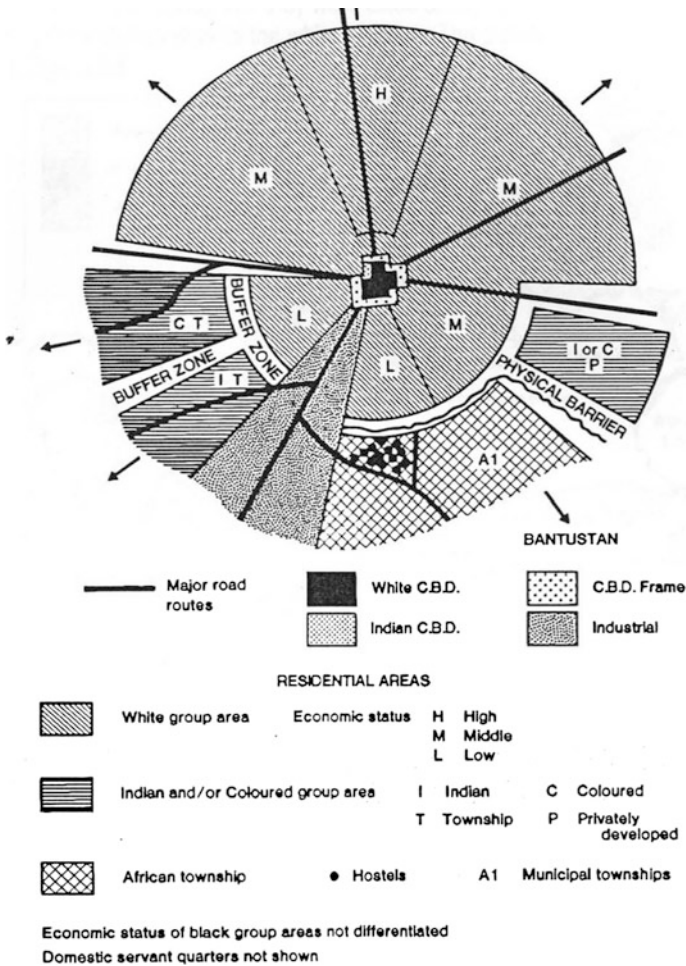 H
M
M
C T
BUFFER ZONE
L
M
BUFFER ZONE
I T
L
I or C
P
PHYSICAL BARRIER
A1
BANTUSTAN
Major road
routes
White C.B.D.
C.B.D. Frame
Indian C.B.D.
Industrial
RESIDENTIAL AREAS
White group area
Economic status
H High
M Middle
L Low
Indian and/or Coloured group area
I Indian
C Coloured
T Township
P Privately
developed
African township
Hostels
A1 Municipal townships
Economic status of black group areas not differentiated
Domestic servant quarters not shown